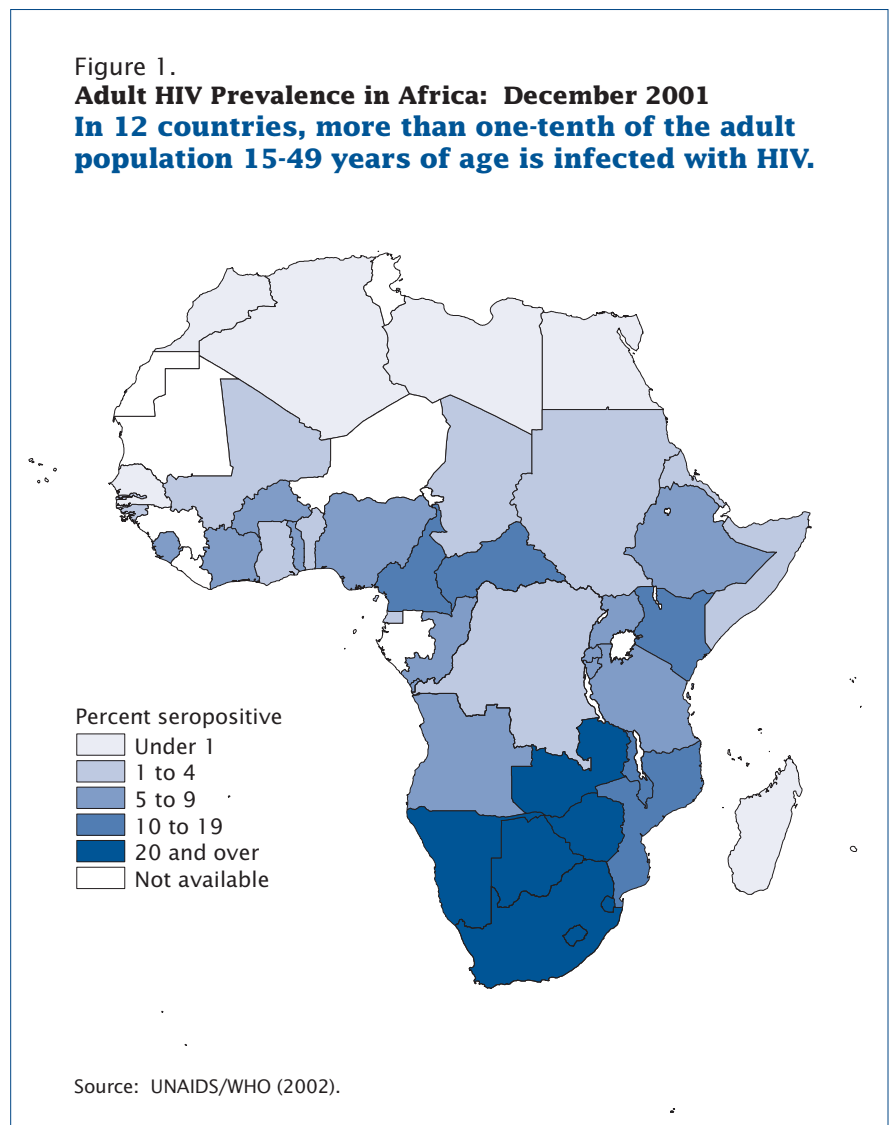 Figure 1.
Adult HIV Prevalence in Africa: December 2001
In 12 countries, more than one-tenth of the adult
population 15-49 years of age is infected with HIV.
Percent seropositive
Under 1
1 to 4
5 to 9
10 to 19
20 and over
Not available
Source: UNAIDS/WHO (2002).